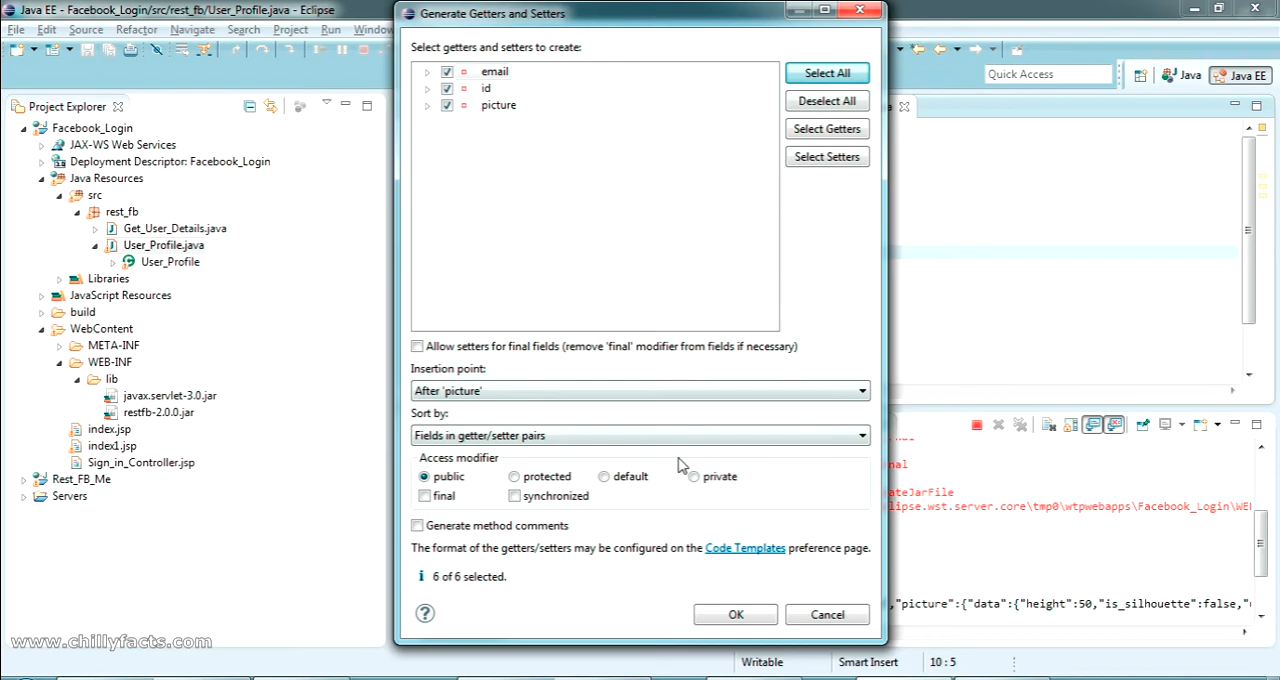 Java EE - Facebook_Login/src/rest_fb/User_Profile.java - Eclipse
File Edit Source Refactor Navigate Search Project Run Window
Quick Access
Java
Java EE
Project Explorer
Facebook_Login
JAX-WS Web Services
Deployment Descriptor: Facebook_Login
Java Resources
src
rest_fb
Get_User_Details.java
User_Profile.java
User_Profile
Libraries
JavaScript Resources
build
WebContent
META-INF
WEB-INF
lib
javax.servlet-3.0.jar
restfb-2.0.0.jar
index.jsp
index1.jsp
Sign_in_Controller.jsp
Rest_FB_Me
Servers
www.chillyfacts.com
Generate Getters and Setters
Select getters and setters to create:
email
id
picture
Select All
Deselect All
Select Getters
Select Setters
Allow setters for final fields (remove 'final' modifier from fields if necessary)
Insertion point:
After 'picture'
Sort by:
Fields in getter/setter pairs
Access modifier
public protected default private
final synchronized
Generate method comments
The format of the getters/setters may be configured on the Code Templates preference page.
6 of 6 selected.
OK Cancel
nal
ateJarFile
lipse.wst.server.core\tmp0\wtpwebapps\Facebook_Login\WE
,"picture":{"data":{"height":50,"is_silhouette":false,"
Writable Smart Insert 10 : 5